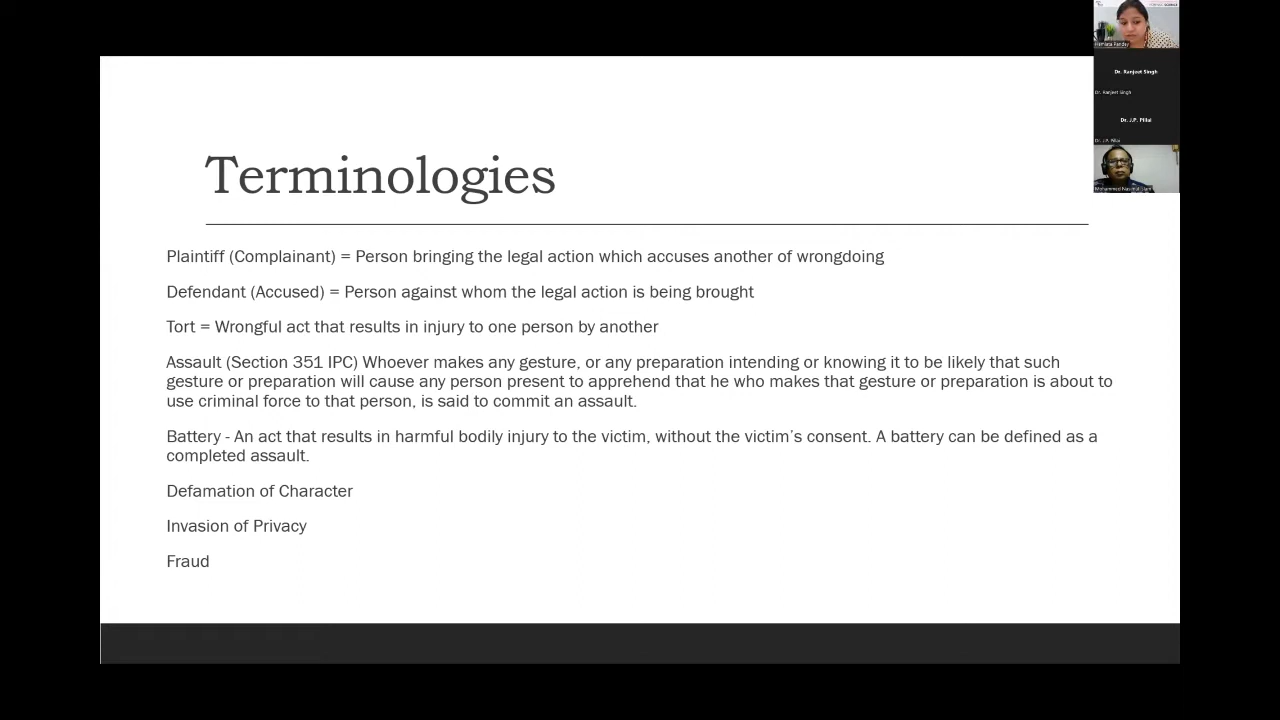 Terminologies
Plaintiff (Complainant) = Person bringing the legal action which accuses another of wrongdoing
Defendant (Accused) = Person against whom the legal action is being brought
Tort = Wrongful act that results in injury to one person by another
Assault (Section 351 IPC) Whoever makes any gesture, or any preparation intending or knowing it to be likely that such
gesture or preparation will cause any person present to apprehend that he who makes that gesture or preparation is about to
use criminal force to that person, is said to commit an assault.
Battery - An act that results in harmful bodily injury to the victim, without the victim's consent. A battery can be defined as a
completed assault.
Defamation of Character
Invasion of Privacy
Fraud
Dr. Ranjeet Singh
Dr. Ranjeet Singh
Dr. J.P. Pillai
Dr. J.P. Pillai
Mohammed